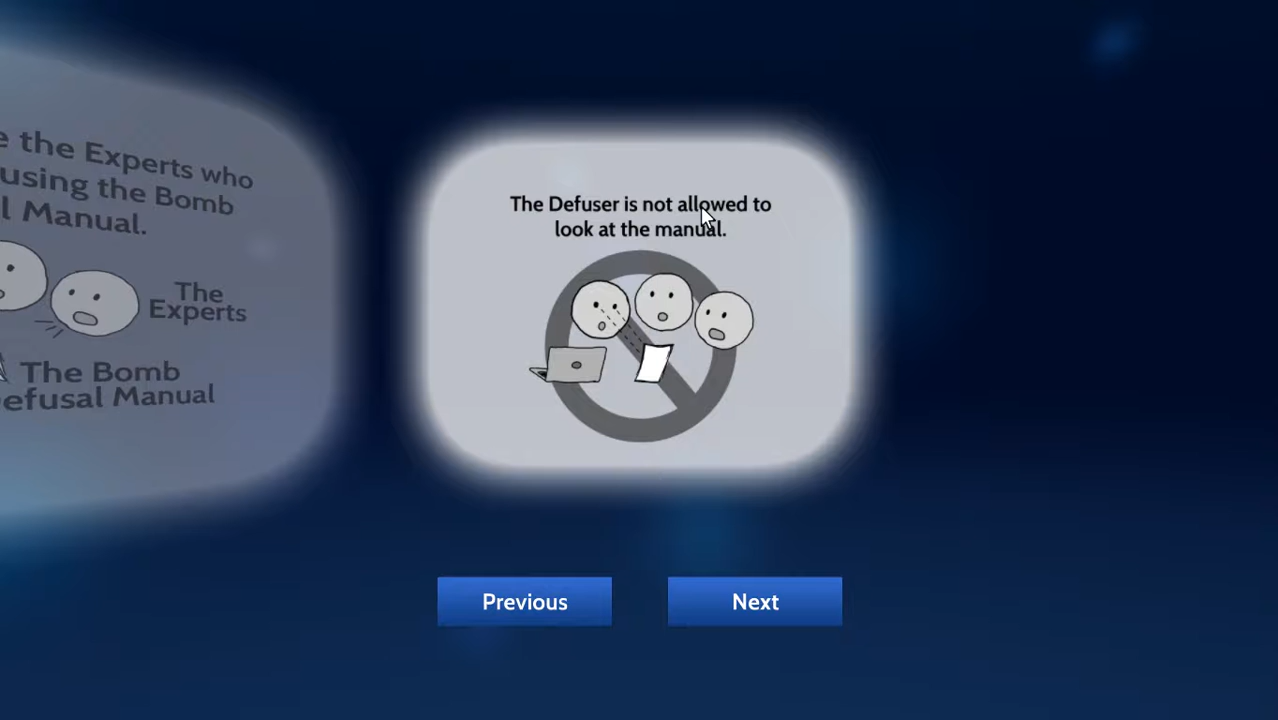 e the Experts who
using the Bomb
l Manual.
The
Experts
The Bomb
efusal Manual
The Defuser is not allowed to
look at the manual.
Previous
Next